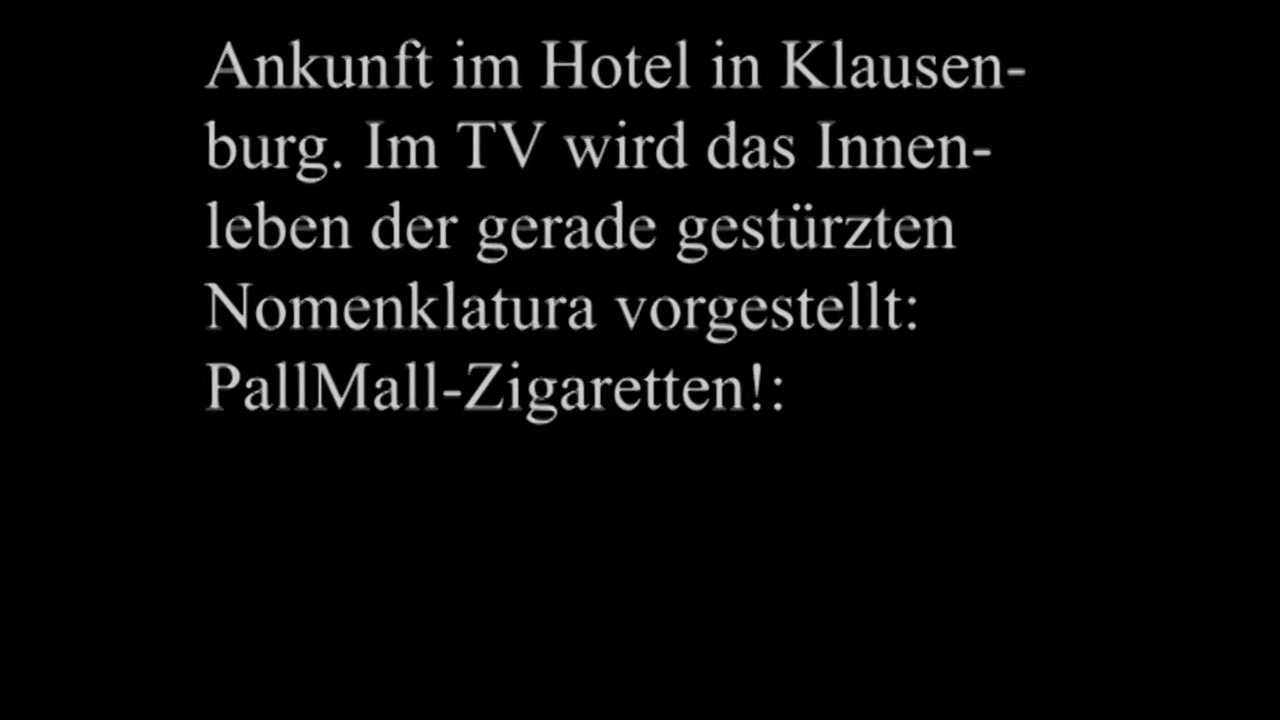 Ankunft im Hotel in Klausen-
burg. Im TV wird das Innen-
leben der gerade gestürzten
Nomenklatura vorgestellt:
PallMall-Zigaretten!: